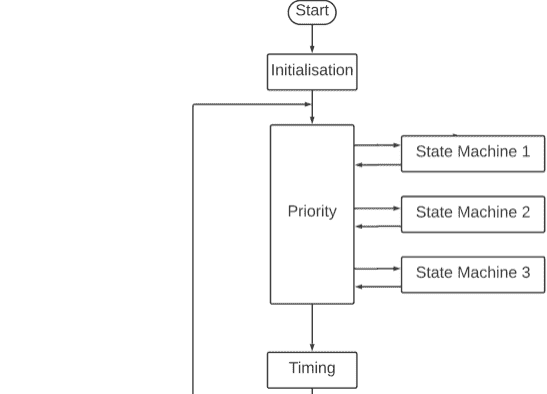 Start
Initialisation
Priority
State Machine 1
State Machine 2
State Machine 3
Timing